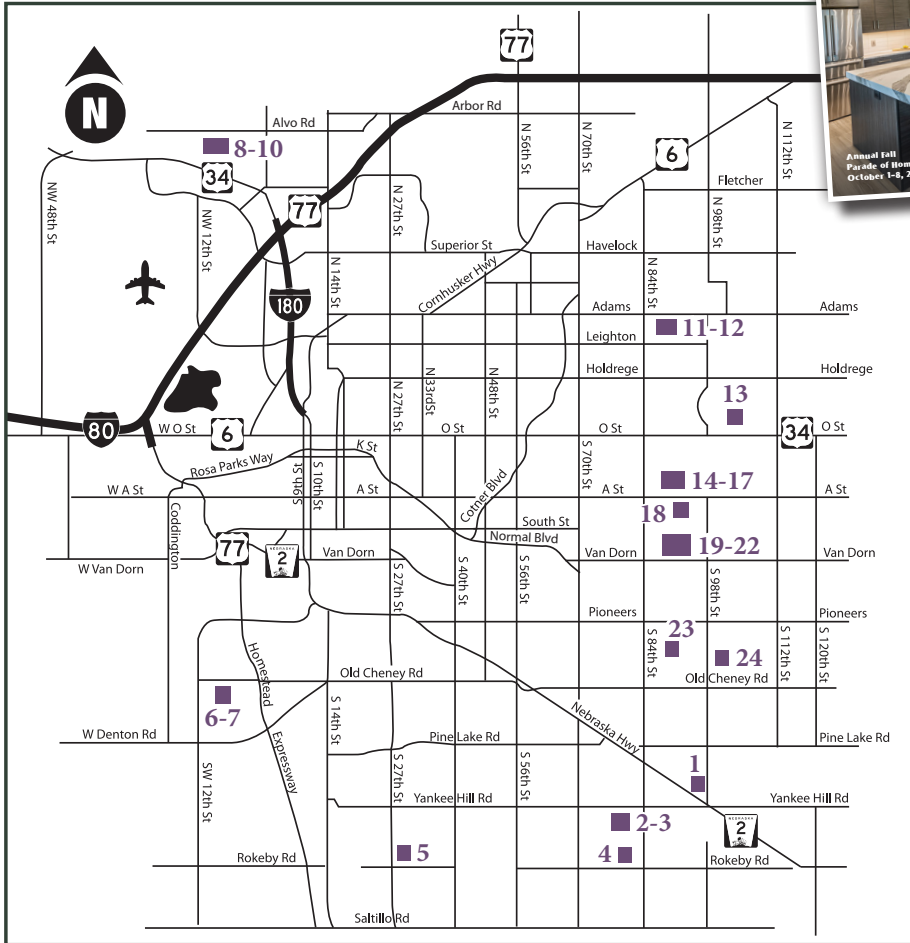 77
Annual Fall
Parade of Hom
October 1-8, 2
N
Arbor Rd
Alvo Rd
8-10
34
NW 48th St
NW 12th St
77
N 27th St
N 56th St
N 70th St
6
N 112th St
Fletcher
N 98th St
Superior St
Havelock
N 14th St
180
Cornhusker Hwy
N 84th St
Adams
Adams
11-12
Leighton
Holdrege
Holdrege
N 27th St
N 33rdSt
N 48th St
13
80
W O St
6
O St
O St
34
O St
K St
Rosa Parks Way
S 70th St
9th St
S 10th St
14-17
W A St
A St
A St
A St
Coddington
Cotner Blvd
18
South St
Normal Blvd
77
NEBRASKA
2
Van Dorn
19-22
Van Dorn
Van Dorn
W Van Dorn
S 27th St
S 40th St
S 56th St
S 98th St
Pioneers
Pioneers
23
S 84th St
24
S 112th St
S 120th St
Homestead
Expressway
Old Cheney Rd
Old Cheney Rd
6-7
S 14th St
Nebraska Hwy
W Denton Rd
Pine Lake Rd
Pine Lake Rd
1
SW 12th St
S 27th St
S 56th St
Yankee Hill Rd
Yankee Hill Rd
2-3
NEBRASKA
2
5
4
Rokeby Rd
Rokeby Rd
Saltillo Rd